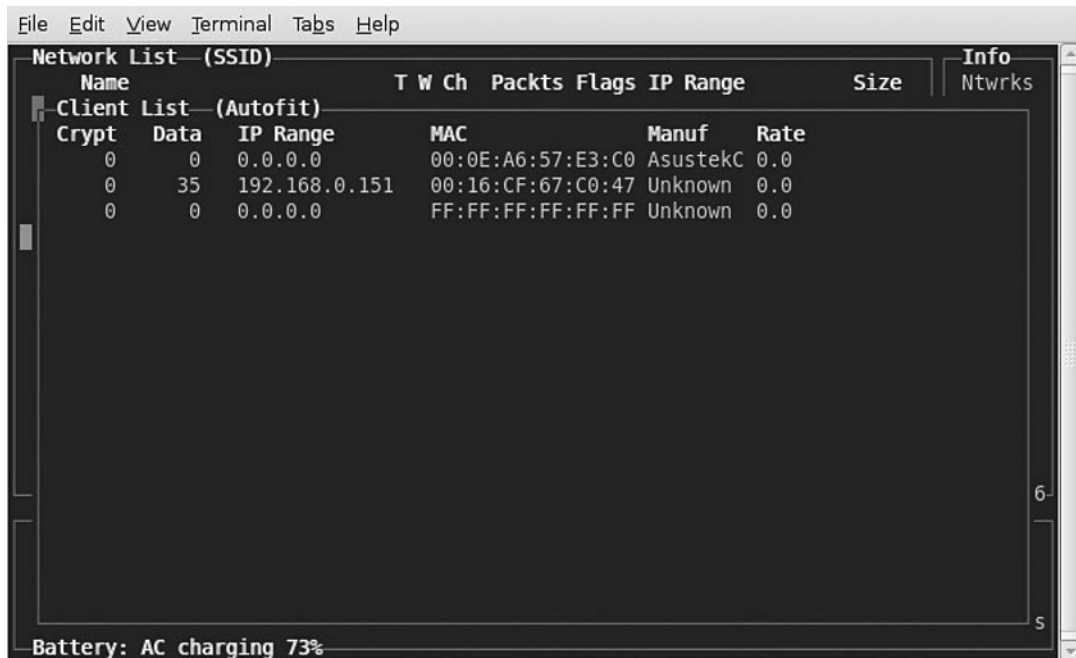 File Edit View Terminal Tabs Help
Network List (SSID) Info
Name T W Ch Packts Flags IP Range Size Ntwrks
Client List (Autofit)
Crypt Data IP Range MAC Manuf Rate
0 0 0.0.0.0 00:0E:A6:57:E3:C0 AsustekC 0.0
0 35 192.168.0.151 00:16:CF:67:C0:47 Unknown 0.0
0 0 0.0.0.0 FF:FF:FF:FF:FF:FF Unknown 0.0
6
s
Battery: AC charging 73%